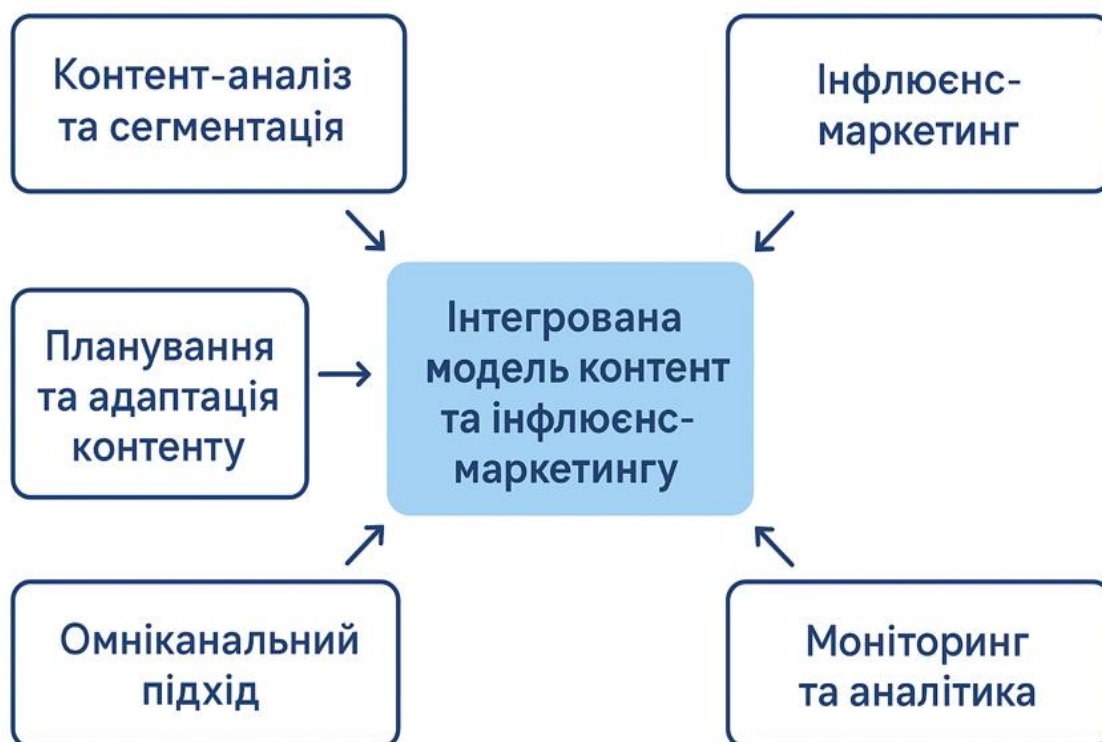 Контент-аналіз
та сегментація
Інфлюєнс-
маркетинг
Планування
та адаптація
контенту
Інтегрована
модель контент
та інфлюєнс-
маркетингу
Омніканальний
підхід
Моніторинг
та аналітика